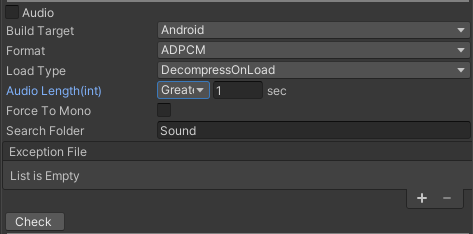 Audio
Build Target Android
Format ADPCM
Load Type DecompressOnLoad
Audio Length(int) Greate 1 sec
Force To Mono
Search Folder Sound
Exception File
List is Empty
+ −
Check